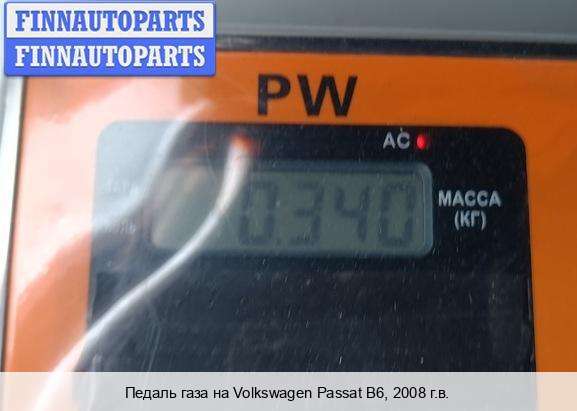 FINNAUTOPARTS
FINNAUTOPARTS
PW
AC
0.340
МАССА
(КГ)
Педаль газа на Volkswagen Passat B6, 2008 г.в.